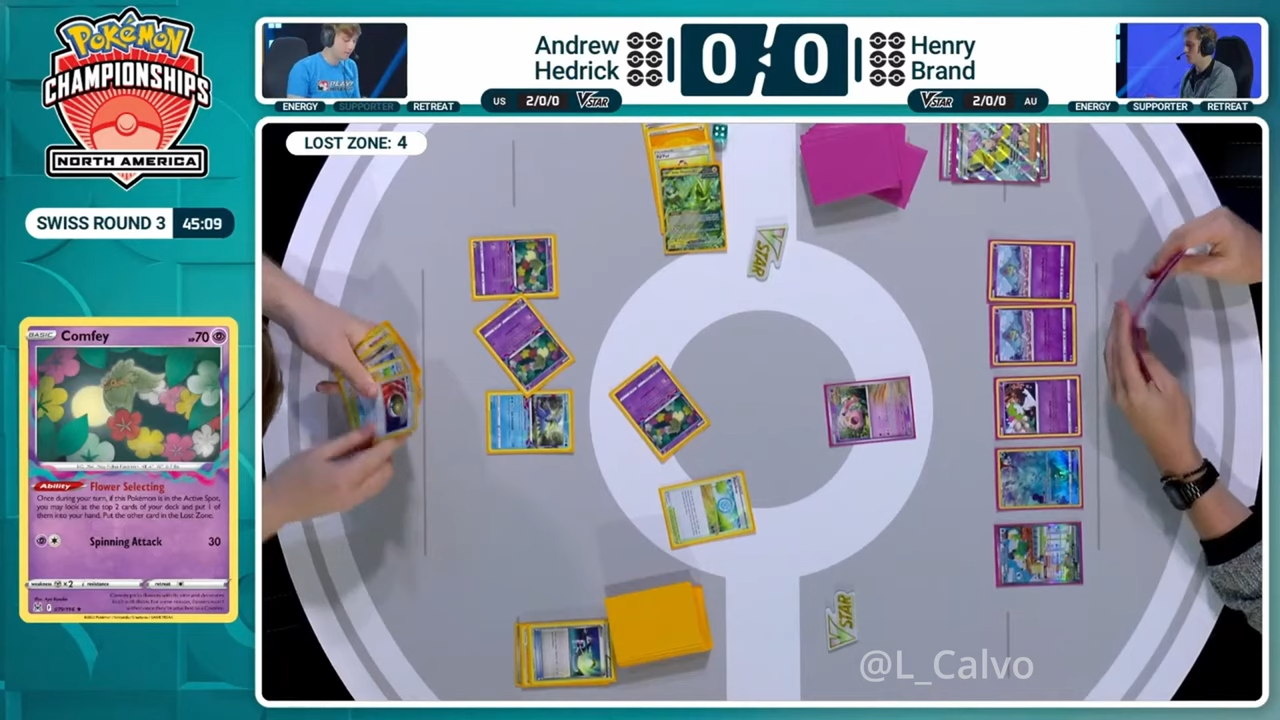 Pokémon
CHAMPIONSHIPS
NORTH AMERICA
SWISS ROUND 3
45:09
Andrew
Hedrick
0
0
Henry
Brand
ENERGY
SUPPORTER
RETREAT
US
2/0/0
VSTAR
VSTAR
2/0/0
AU
ENERGY
SUPPORTER
RETREAT
LOST ZONE: 4
VSTAR
VSTAR
BASIC
Comfey
HP70
Ability
Flower Selecting
Once during your turn, if this Pokémon is in the Active Spot,
you may look at the top 2 cards of your deck and put 1 of
them into your hand. Put the other card in the Lost Zone.
Spinning Attack
30
weakness
x2
resistance
retreat
@L_Calvo